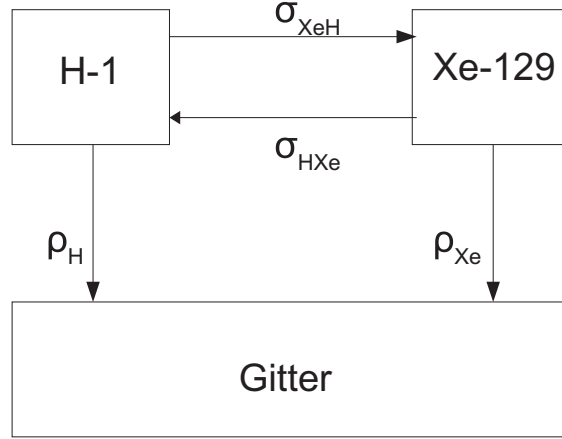 σXeH
H-1
Xe-129
σHXe
ρH
ρXe
Gitter